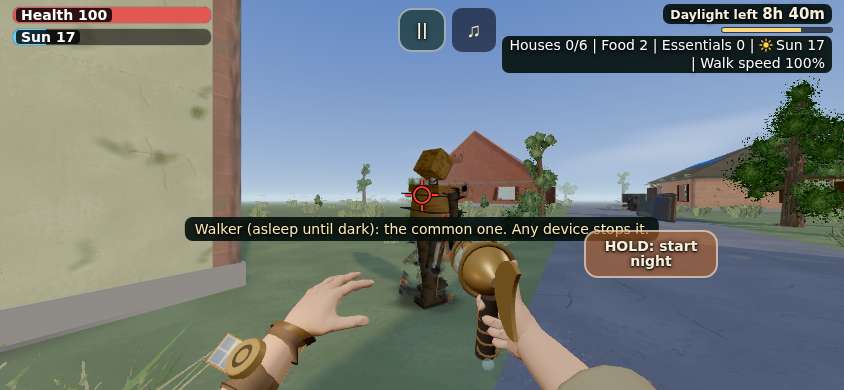 Health 100
Sun 17
Daylight left 8h 40m
Houses 0/6 | Food 2 | Essentials 0 | ☀ Sun 17
| Walk speed 100%
Walker (asleep until dark): the common one. Any device stops it.
HOLD: start
night